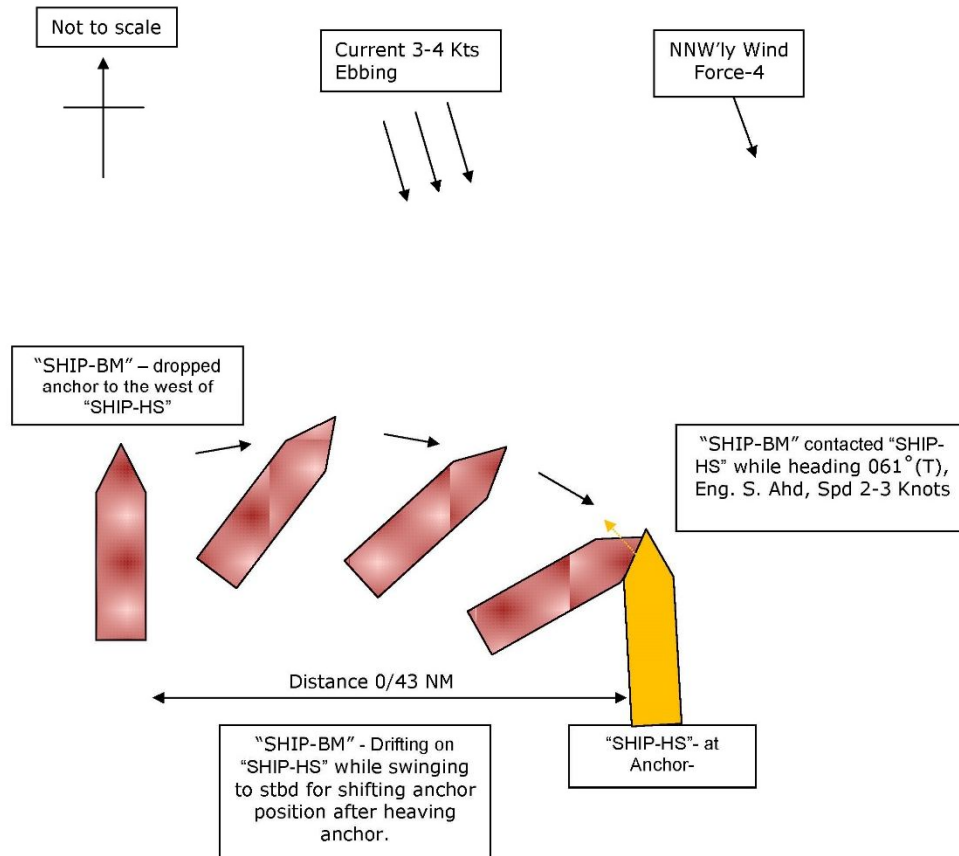 Not to scale
Current 3-4 Kts
Ebbing
NNW'ly Wind
Force-4
“SHIP-BM” – dropped
anchor to the west of
“SHIP-HS”
“SHIP-BM” contacted “SHIP-
HS” while heading 061°(T),
Eng. S. Ahd, Spd 2-3 Knots
Distance 0/43 NM
“SHIP-BM” - Drifting on
“SHIP-HS” while swinging
to stbd for shifting anchor
position after heaving
anchor.
“SHIP-HS”- at
Anchor-